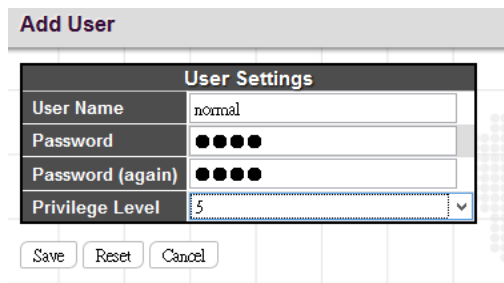 Add User
User Settings
User Name normal
Password ●●●●
Password (again) ●●●●
Privilege Level 5
Save Reset Cancel